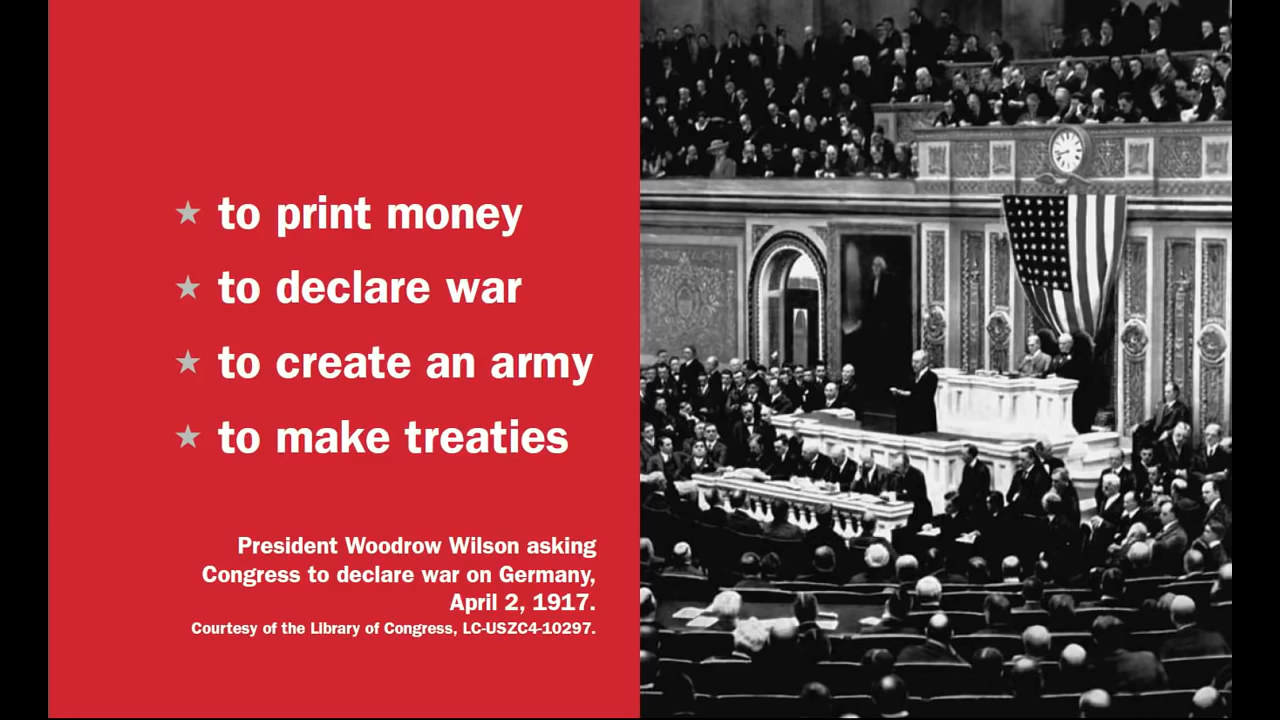 ★ to print money
★ to declare war
★ to create an army
★ to make treaties
President Woodrow Wilson asking
Congress to declare war on Germany,
April 2, 1917.
Courtesy of the Library of Congress, LC-USZC4-10297.